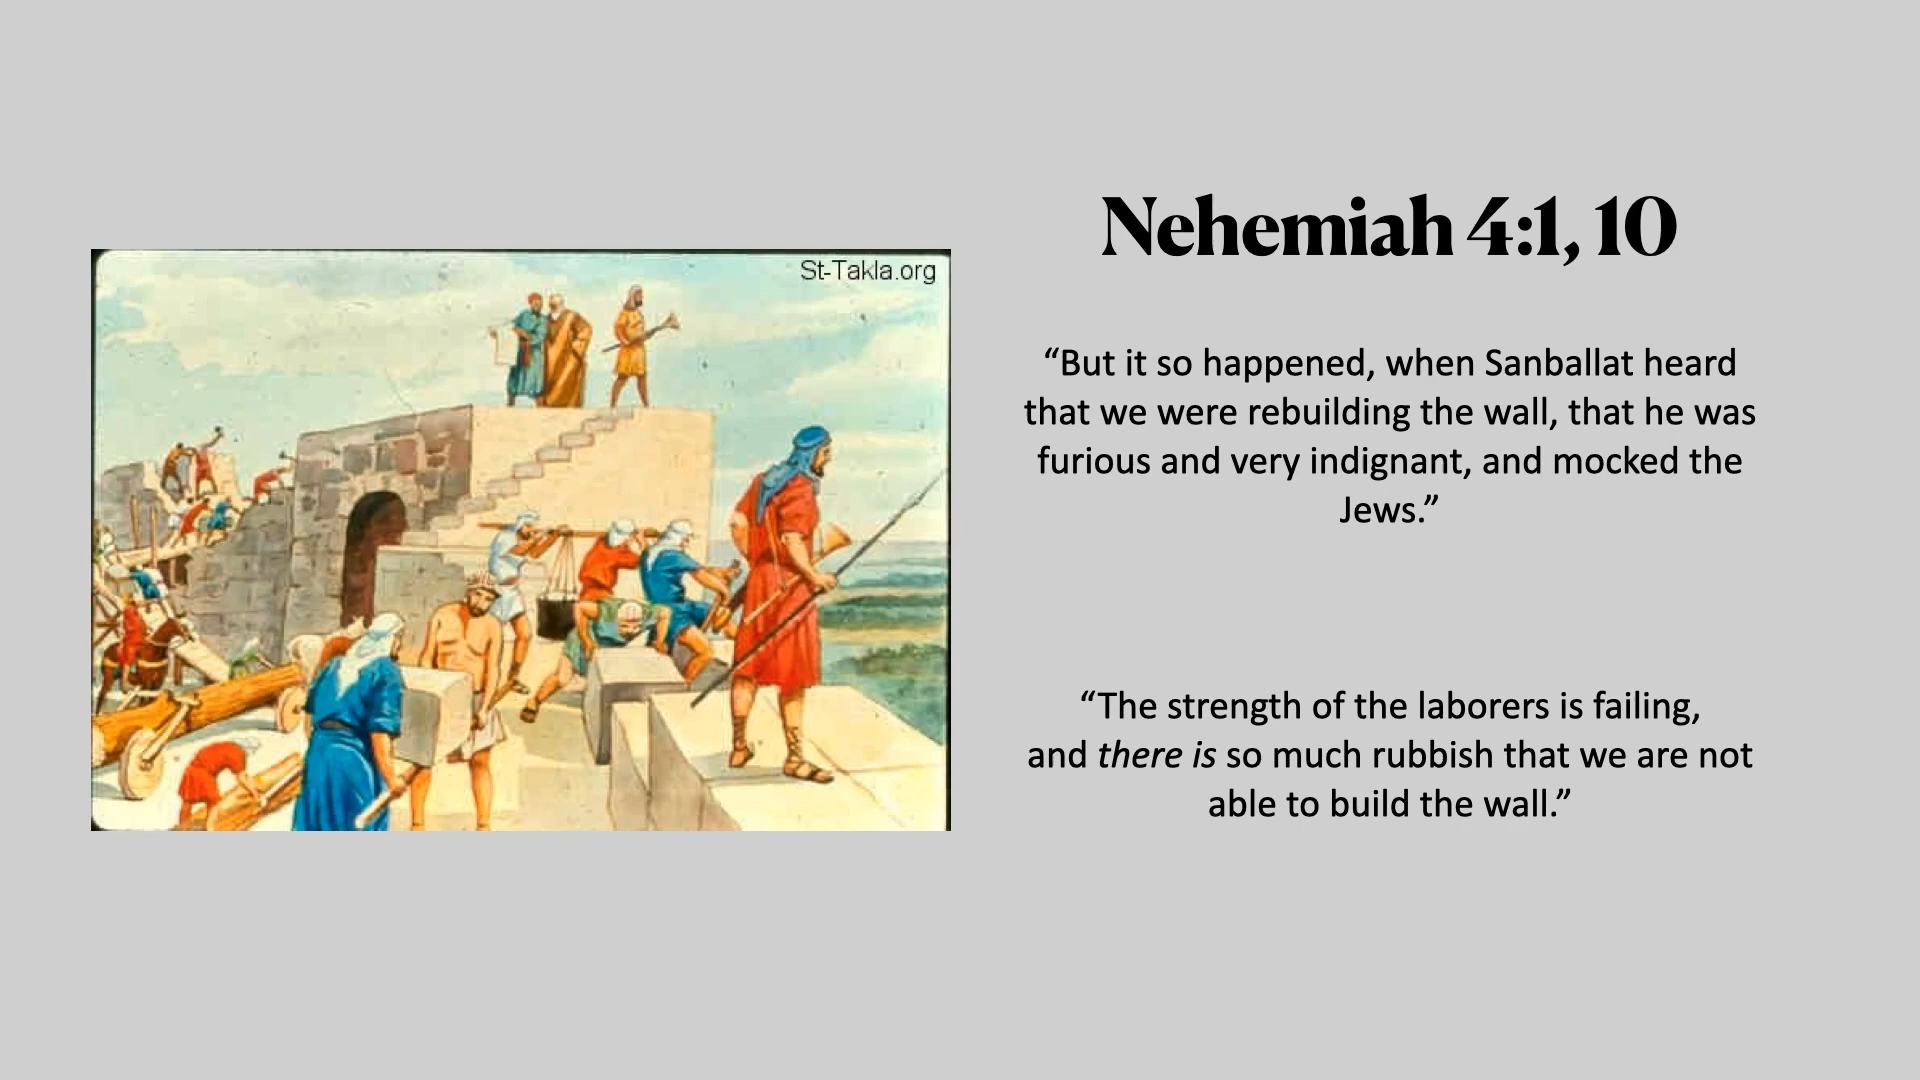 St-Takla.org
Nehemiah 4:1, 10
“But it so happened, when Sanballat heard
that we were rebuilding the wall, that he was
furious and very indignant, and mocked the
Jews.”
“The strength of the laborers is failing,
and there is so much rubbish that we are not
able to build the wall.”